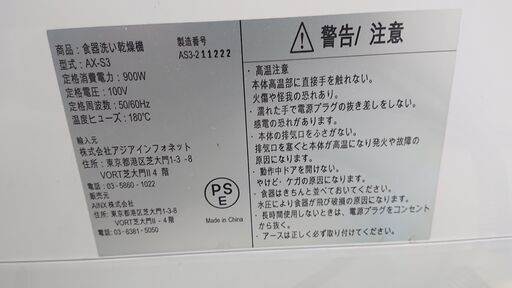 商品：食器洗い乾燥機
型式：AX-S3
製造番号
AS3-211222
定格消費電力：900W
定格電圧：100V
定格周波数：50/60Hz
温度ヒューズ：180℃
輸入元
株式会社アジアインフォネット
住所：東京都港区芝大門1-3-8
VORT芝大門II 4 階
電話：03-5860-1022
販売元
AINX株式会社
住所：東京都港区芝大門1-3-8
VORT芝大門II - 4階
電話：03-6381-5050
PS
E
Made in China
警告/ 注意
・高温注意
本体高温部に直接手を触れない。
火傷や怪我の恐れあり。
・濡れた手で電源プラグの抜き差しをしない。
感電の恐れがあります。
・本体の排気口をふさがない。
排気口を塞ぐと本体が高温になり発火や故障の
原因になります。
・動作中ドアを開けない。
やけど・ケガの原因になります。
・食器はきちんと並べておいてください。
水圧により食器が飛び破損の原因になります。
・長時間使用しないときは、電源プラグをコンセント
から抜く。
・アースは正しく必ず取り付けてください。